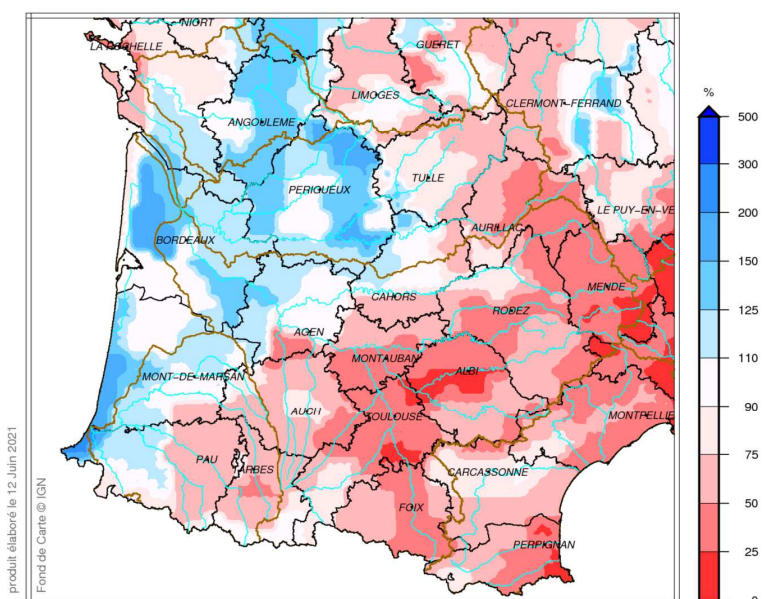 NIORT
LA ROCHELLE
GUERET
LIMOGES
CLERMONT-FERRAND
ANGOULEME
TULLE
PERIGUEUX
LE PUY-EN-VE
AURILLAC
BORDEAUX
MENDE
CAHORS
RODEZ
AGEN
MONTAUBAN
ALBI
MONT-DE-MARSAN
AUCH
TOULOUSE
MONTPELLIE
PAU
TARBES
CARCASSONNE
FOIX
PERPIGNAN
%
500
300
200
150
125
110
90
75
50
25
0
produit élaboré le 12 Juin 2021
Fond de Carte © IGN